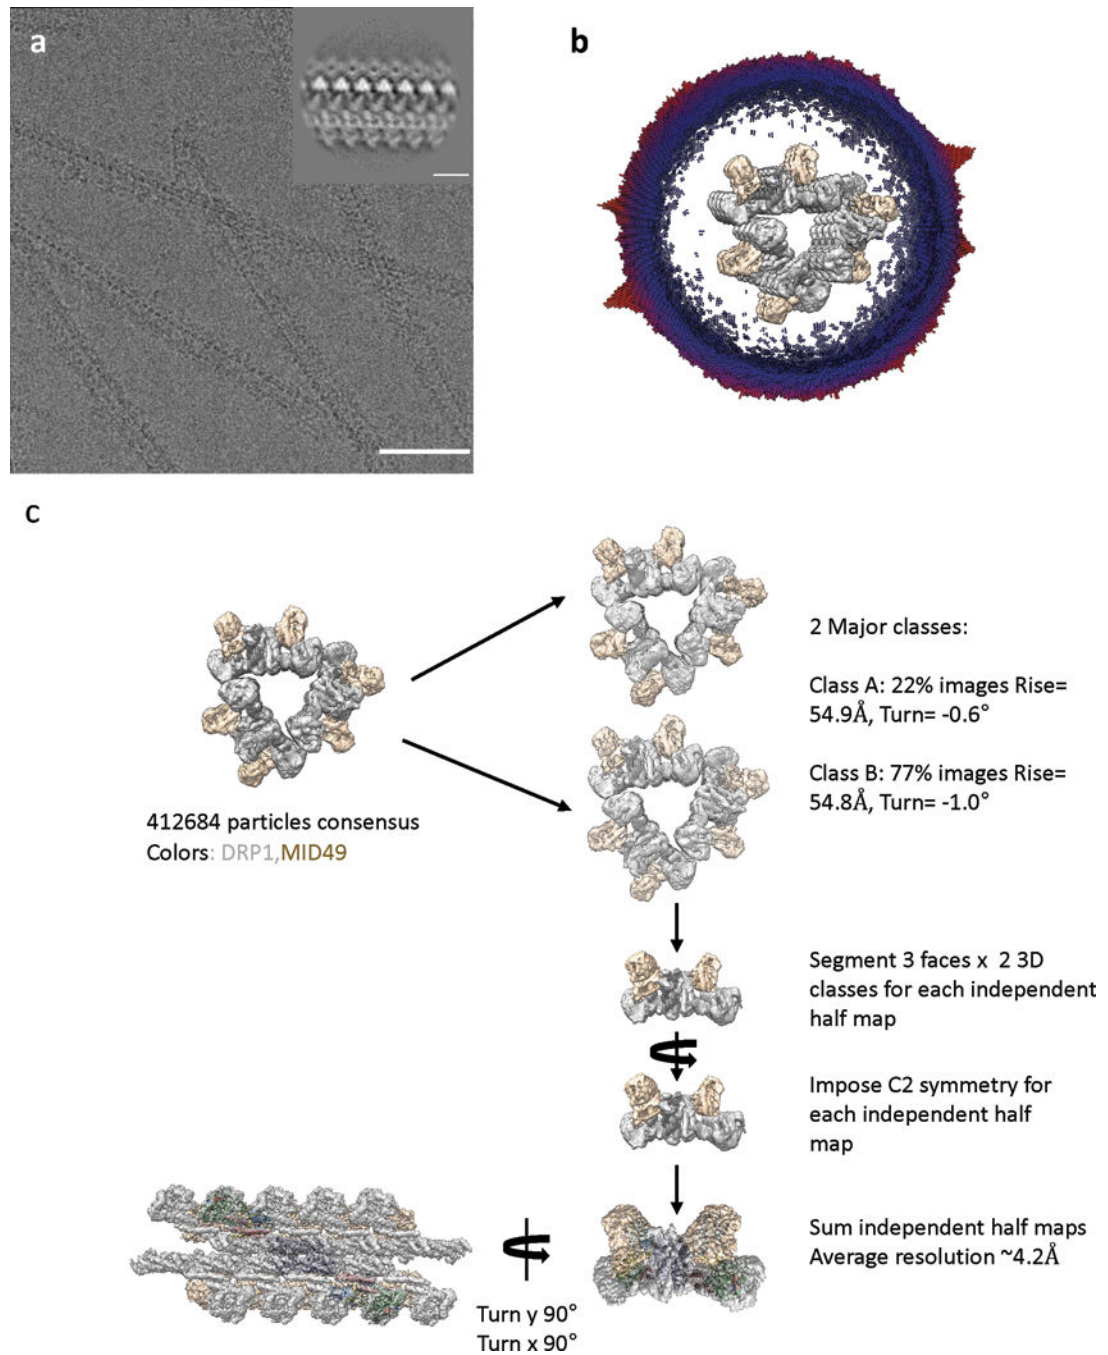 a
b
c
2 Major classes:
Class A: 22% images Rise=
54.9Å, Turn= -0.6°
Class B: 77% images Rise=
54.8Å, Turn= -1.0°
412684 particles consensus
Colors: DRP1,MID49
Segment 3 faces x 2 3D
classes for each independent
half map
Impose C2 symmetry for
each independent half
map
Sum independent half maps
Average resolution ~4.2Å
Turn y 90°
Turn x 90°